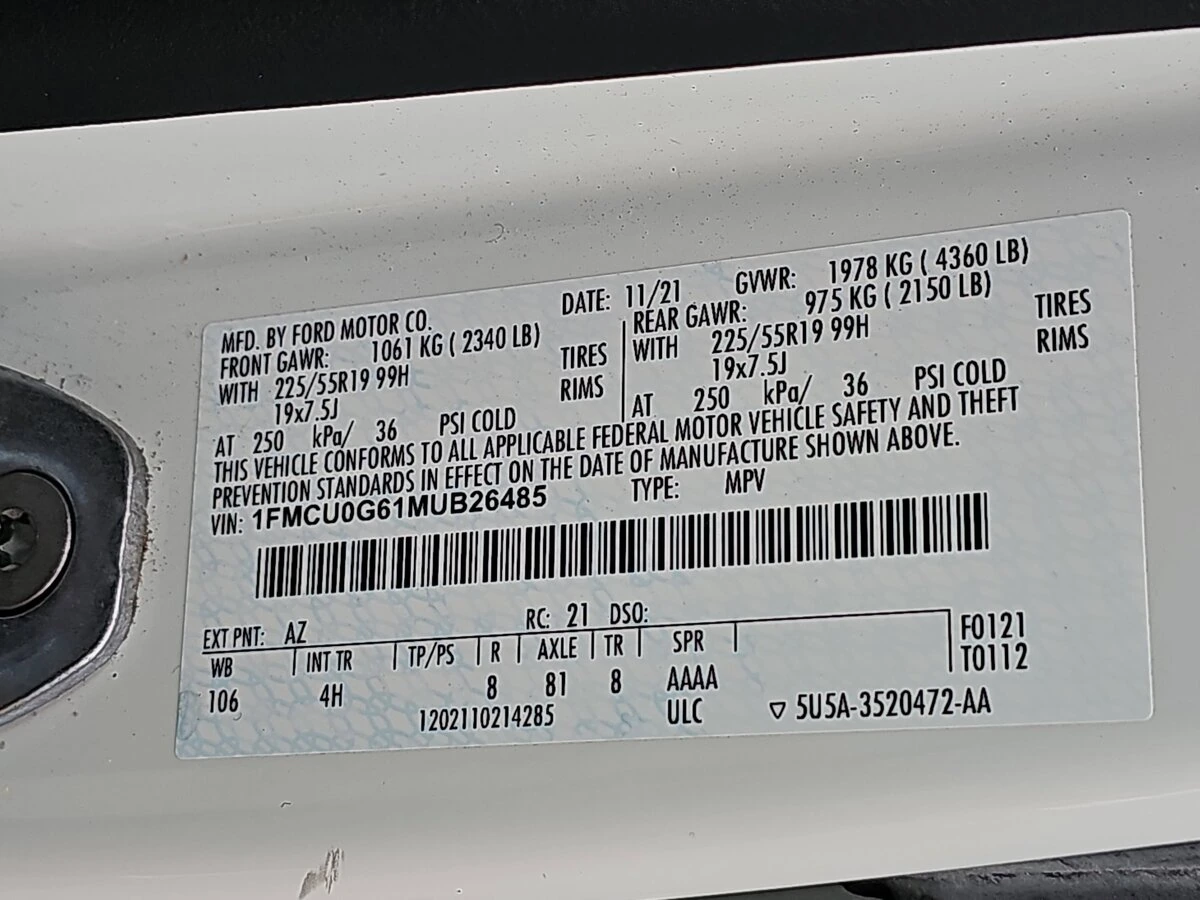 MFD. BY FORD MOTOR CO. DATE: 11/21 GVWR: 1978 KG ( 4360 LB)
FRONT GAWR: 1061 KG ( 2340 LB) REAR GAWR: 975 KG ( 2150 LB)
WITH 225/55R19 99H TIRES WITH 225/55R19 99H TIRES
19x7.5J RIMS 19x7.5J RIMS
AT 250 kPa/ 36 PSI COLD AT 250 kPa/ 36 PSI COLD
THIS VEHICLE CONFORMS TO ALL APPLICABLE FEDERAL MOTOR VEHICLE SAFETY AND THEFT
PREVENTION STANDARDS IN EFFECT ON THE DATE OF MANUFACTURE SHOWN ABOVE.
VIN: 1FMCU0G61MUB26485 TYPE: MPV
EXT PNT: AZ RC: 21 DSO:
WB INT TR TP/PS R AXLE TR SPR F0121
106 4H 8 81 8 AAAA T0112
1202110214285 ULC ▽ 5U5A-3520472-AA